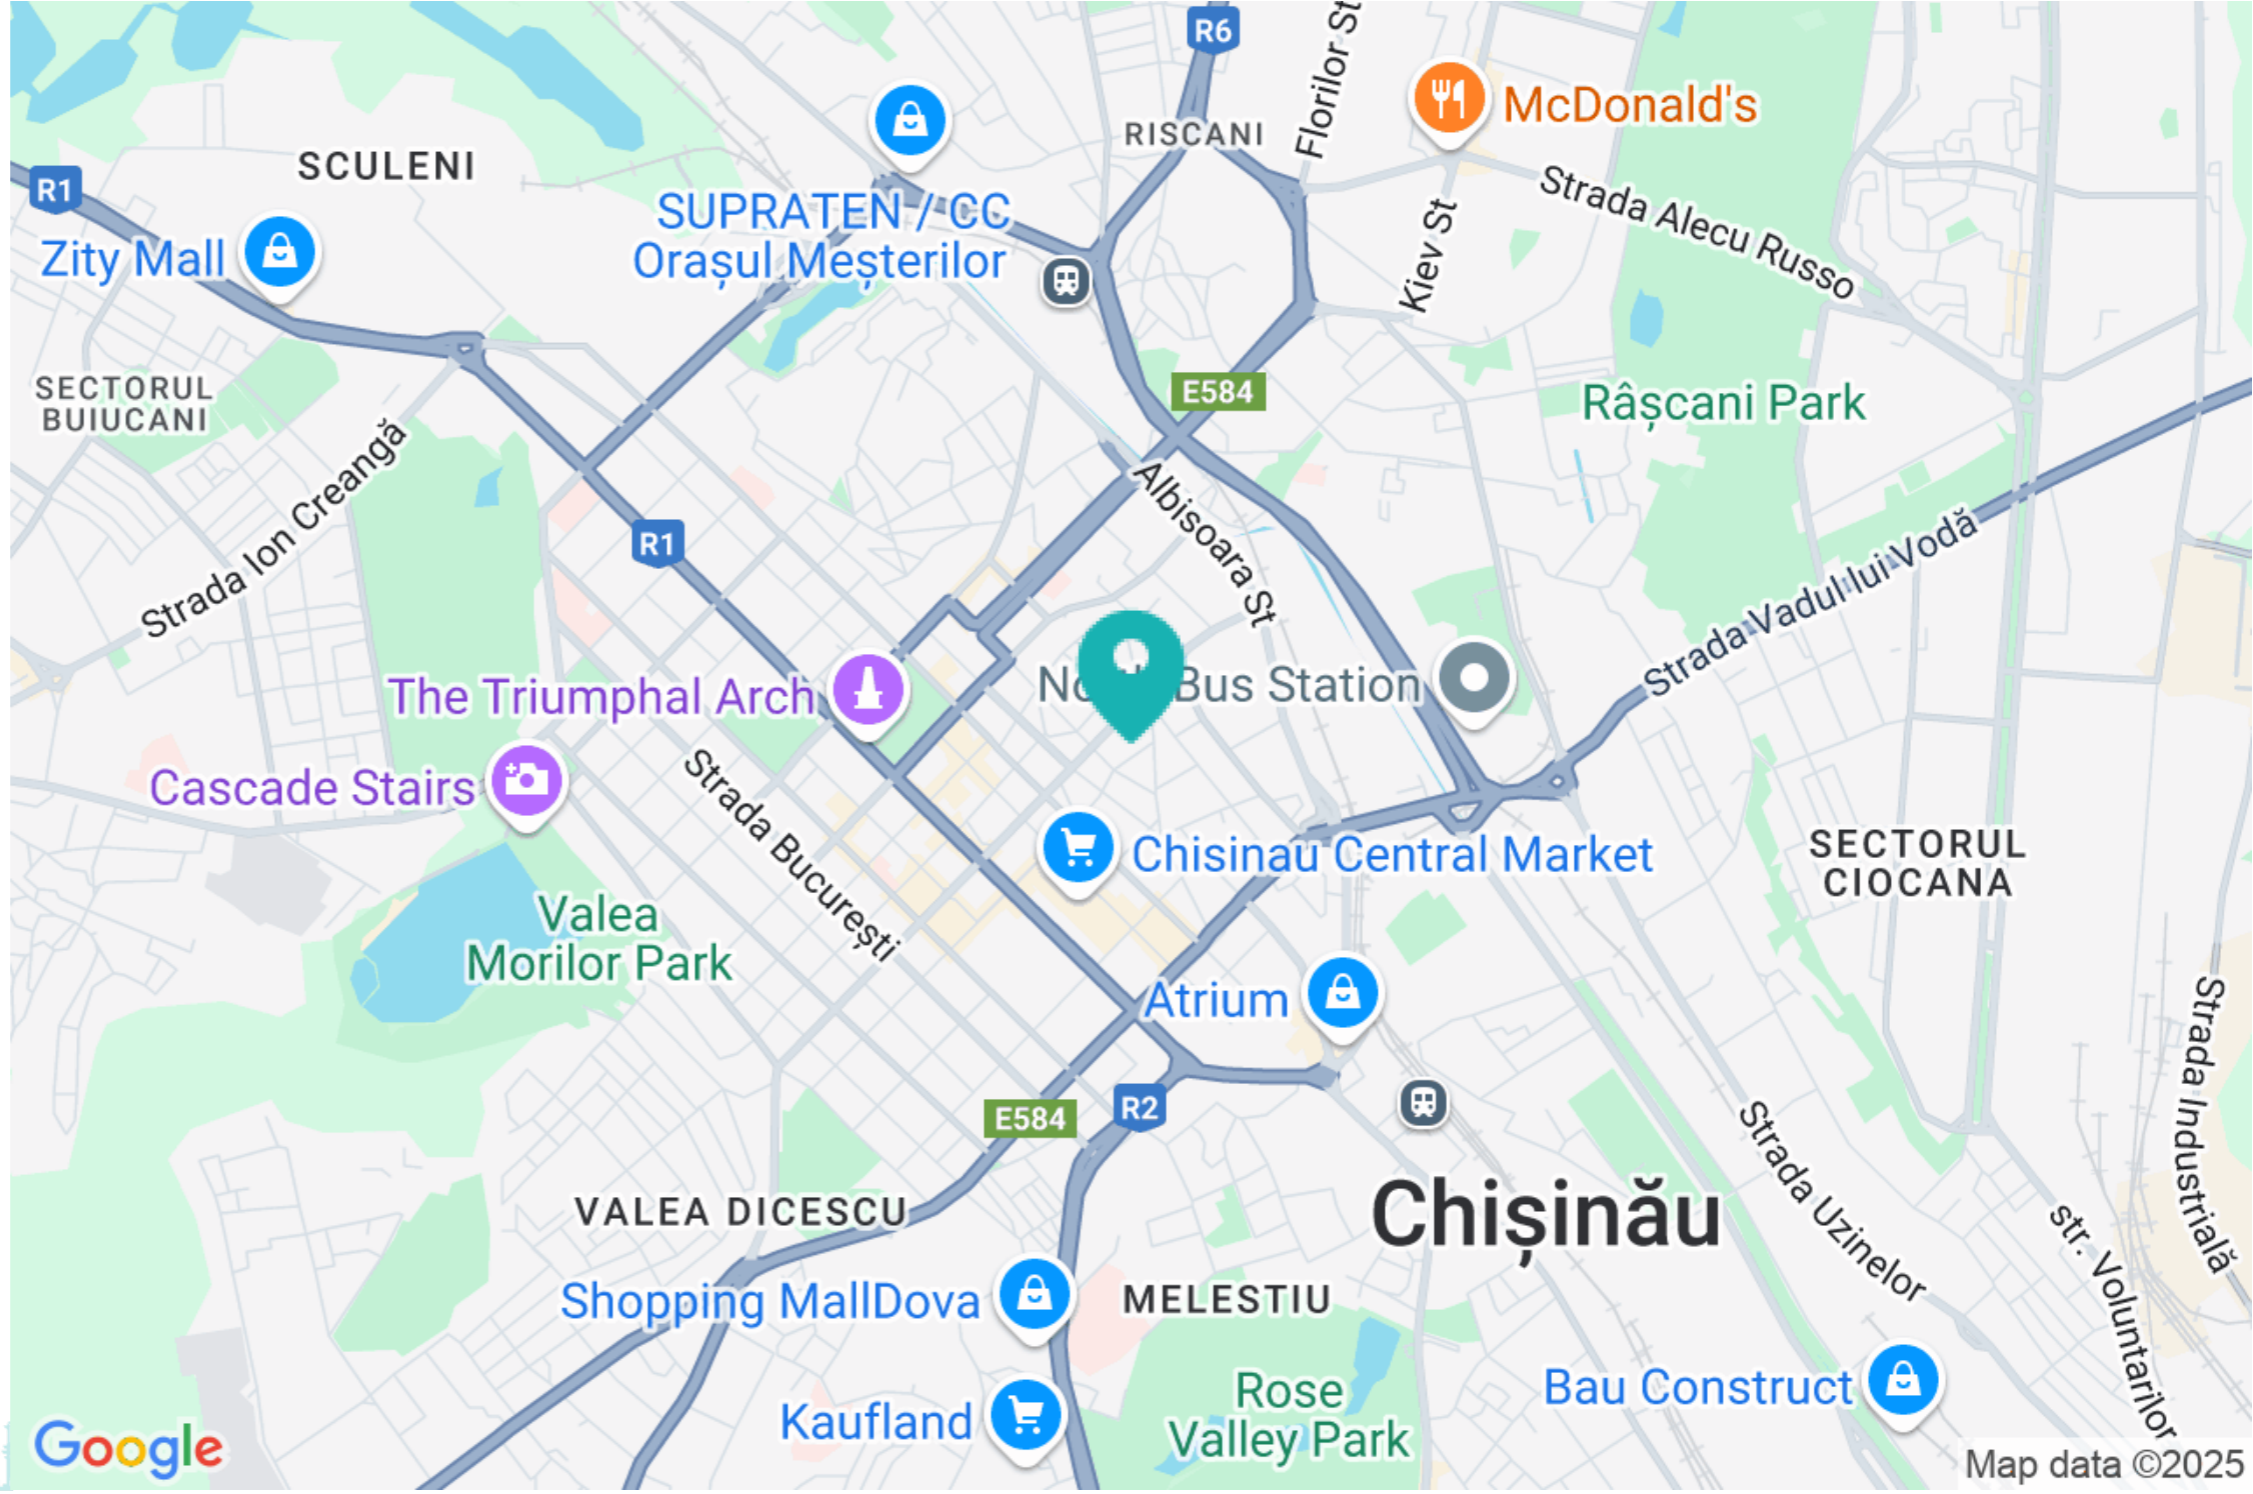 R6
Florilor St
McDonald's
RISCANI
SCULENI
R1
SUPRATEN / CC
Orașul Meșterilor
Zity Mall
Strada Alecu Russo
Kiev St
SECTORUL
BUIUCANI
E584
Râșcani Park
Strada Ion Creangă
Albisoara St
R1
Strada Vadul lui Vodă
Bus Station
The Triumphal Arch
Cascade Stairs
Strada București
Chisinau Central Market
SECTORUL
CIOCANA
Valea
Morilor Park
Atrium
Strada Industrială
E584
R2
Strada Uzinelor
VALEA DICESCU
Chișinău
str. Voluntarilor
Shopping MallDova
MELESTIU
Bau Construct
Rose
Valley Park
Kaufland
Google
Map data ©2025